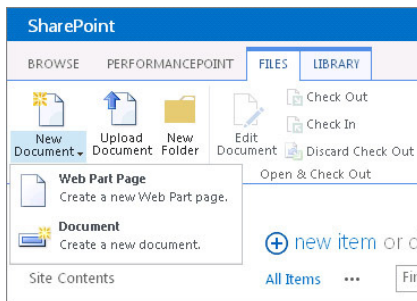 SharePoint
BROWSE PERFORMANCEPOINT FILES LIBRARY
New Document Upload Document New Folder Edit Document
Check Out
Check In
Discard Check Out
Open & Check Out
Web Part Page
Create a new Web Part page.
Document
Create a new document.
new item or d
Site Contents
All Items ••• Fin